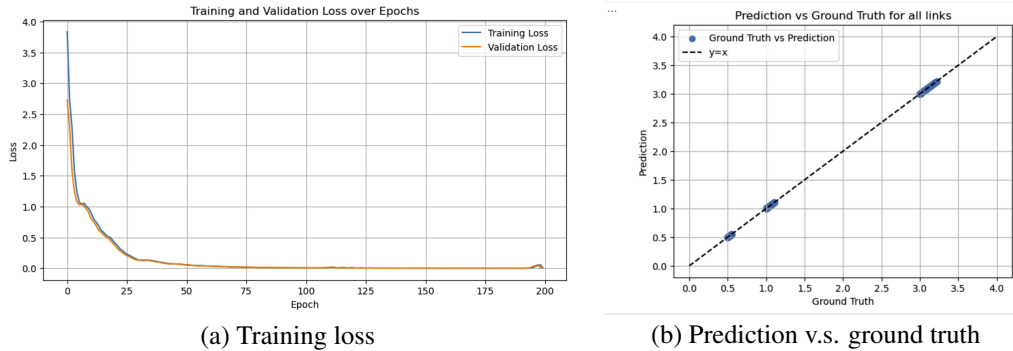 Training and Validation Loss over Epochs
4.0
3.5
3.0
2.5
2.0
1.5
1.0
0.5
0.0
Loss
Training Loss
Validation Loss
0 25 50 75 100 125 150 175 200
Epoch
(a) Training loss
...
Prediction vs Ground Truth for all links
4.0
3.5
3.0
2.5
2.0
1.5
1.0
0.5
0.0
Prediction
Ground Truth vs Prediction
y=x
0.0 0.5 1.0 1.5 2.0 2.5 3.0 3.5 4.0
Ground Truth
(b) Prediction v.s. ground truth